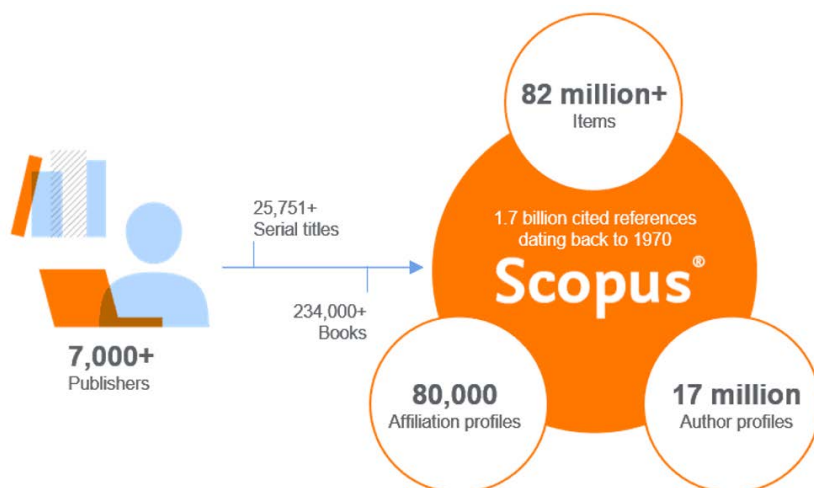 82 million+
Items
25,751+
Serial titles
1.7 billion cited references
dating back to 1970
Scopus®
234,000+
Books
7,000+
Publishers
80,000
Affiliation profiles
17 million
Author profiles